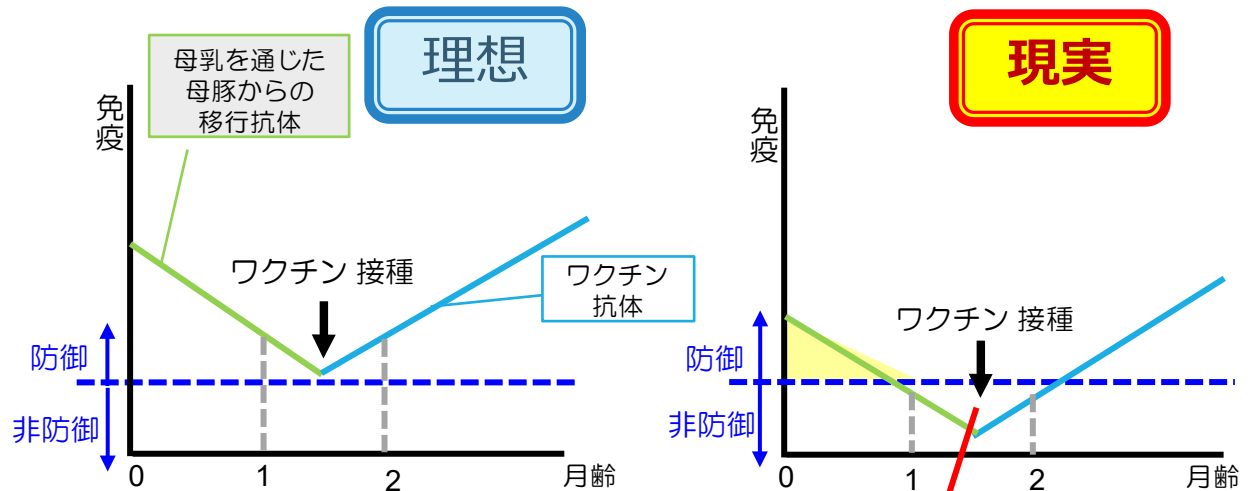 理想
母乳を通じた
母豚からの
移行抗体
免疫
ワクチン 接種
ワクチン
抗体
防御
非防御
0
1
2
月齢
現実
免疫
ワクチン 接種
防御
非防御
0
1
2
月齢